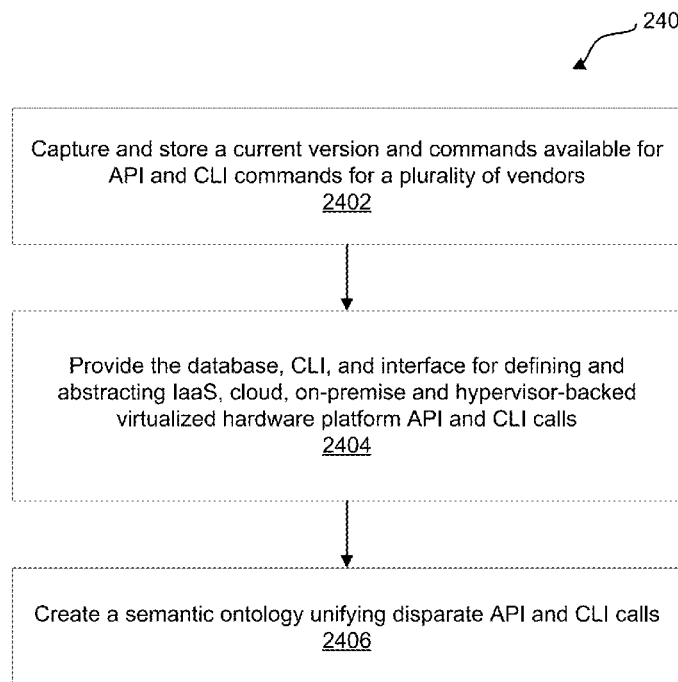 240
Capture and store a current version and commands available for
API and CLI commands for a plurality of vendors
2402
Provide the database, CLI, and interface for defining and
abstracting IaaS, cloud, on-premise and hypervisor-backed
virtualized hardware platform API and CLI calls
2404
Create a semantic ontology unifying disparate API and CLI calls
2406